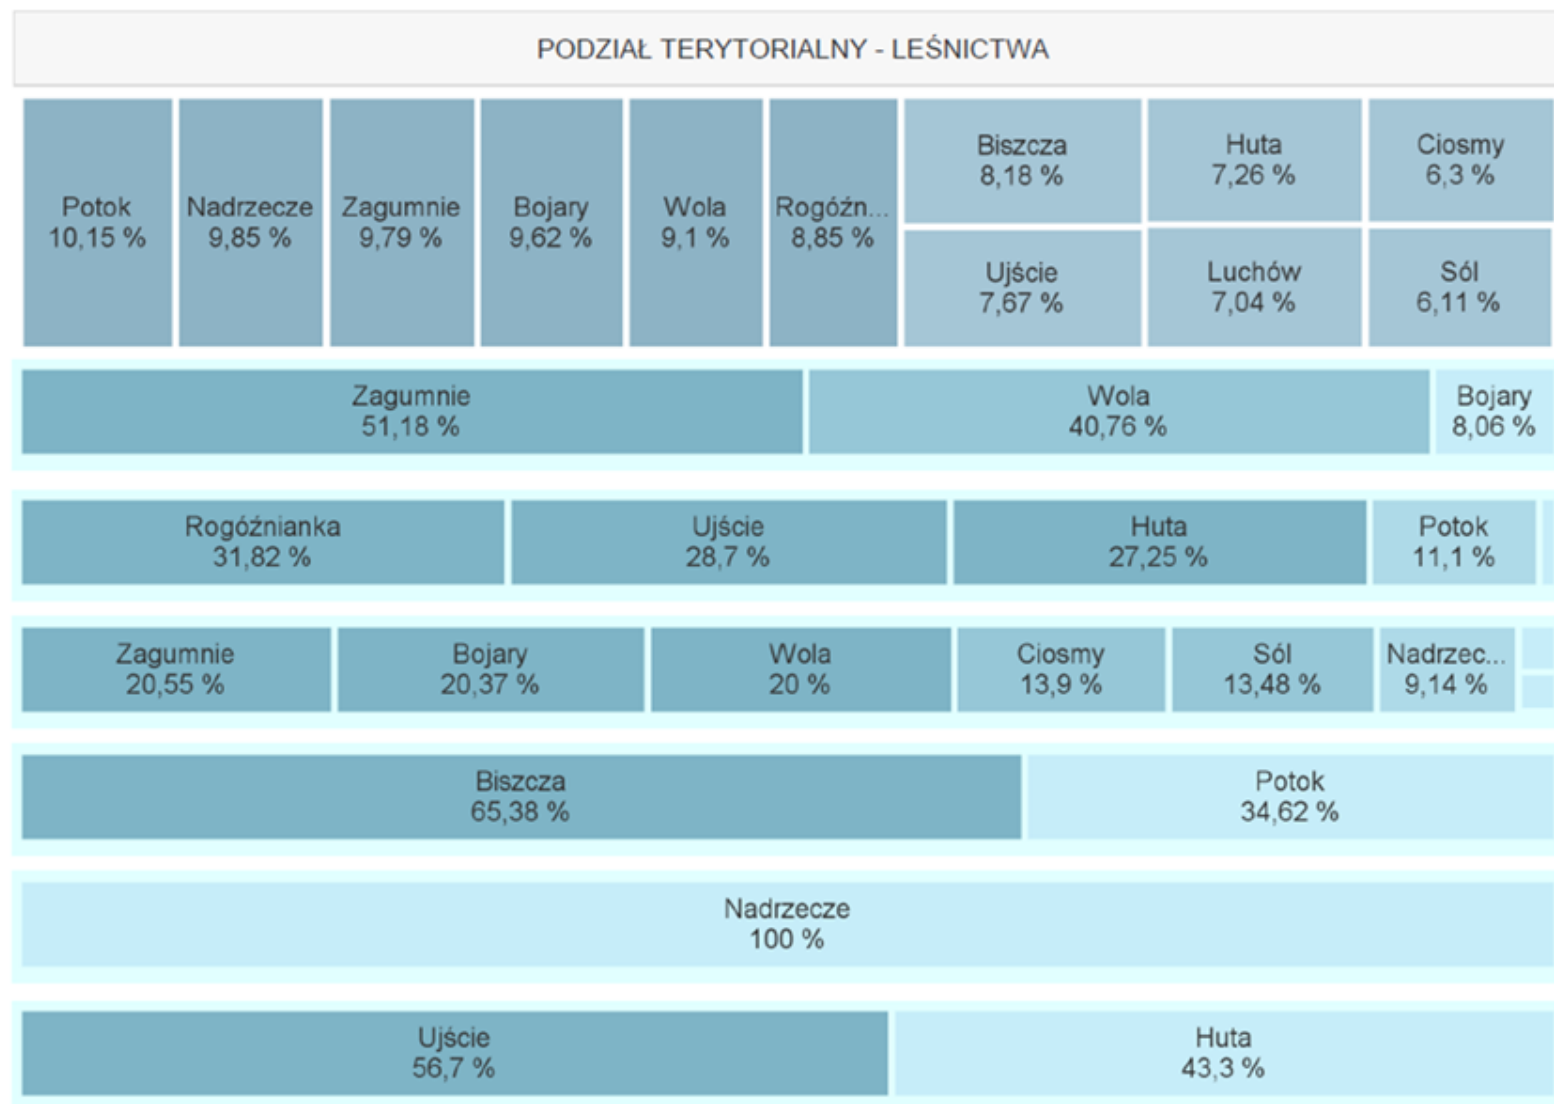 PODZIAŁ TERYTORIALNY - LEŚNICTWA
Potok
10,15 %
Nadrzecze
9,85 %
Zagumnie
9,79 %
Bojary
9,62 %
Wola
9,1 %
Rogóźn...
8,85 %
Biszcza
8,18 %
Huta
7,26 %
Ciosmy
6,3 %
Ujście
7,67 %
Luchów
7,04 %
Sól
6,11 %
Zagumnie
51,18 %
Wola
40,76 %
Bojary
8,06 %
Rogóźnianka
31,82 %
Ujście
28,7 %
Huta
27,25 %
Potok
11,1 %
Zagumnie
20,55 %
Bojary
20,37 %
Wola
20 %
Ciosmy
13,9 %
Sól
13,48 %
Nadrzec...
9,14 %
Biszcza
65,38 %
Potok
34,62 %
Nadrzecze
100 %
Ujście
56,7 %
Huta
43,3 %